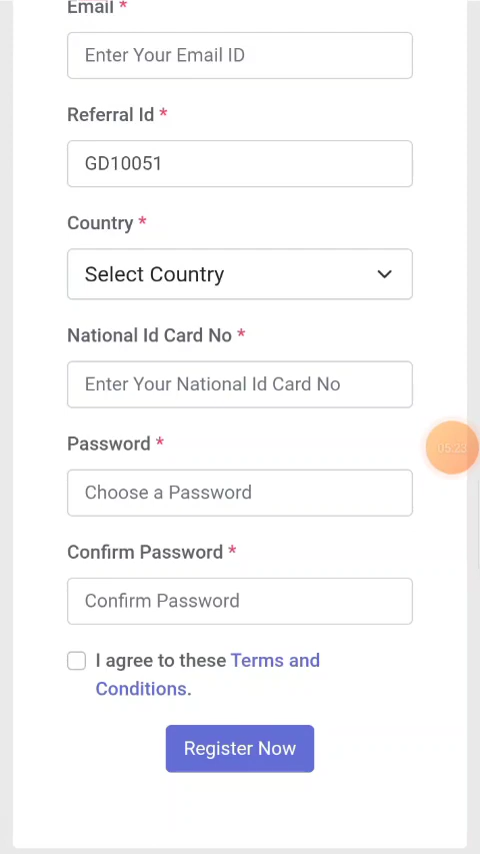 Email *
Enter Your Email ID
Referral Id *
GD10051
Country *
Select Country
National Id Card No *
Enter Your National Id Card No
Password *
Choose a Password
Confirm Password *
Confirm Password
I agree to these Terms and
Conditions.
Register Now